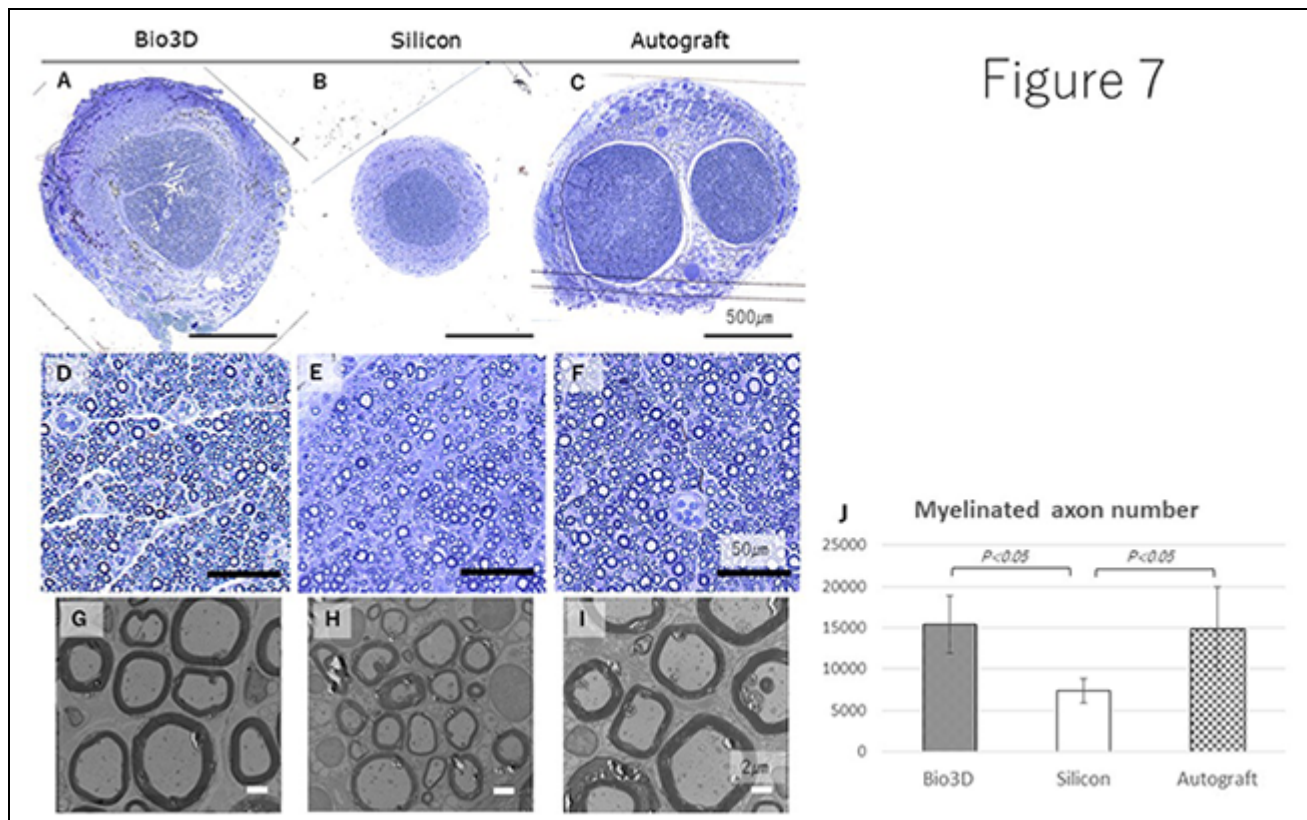 Bio3D Silicon Autograft
Figure 7
A B C
500μm
D E F
50μm
G H I
2μm
J Myelinated axon number
25000
P<0.05 P<0.05
20000
15000
10000
5000
0
Bio3D Silicon Autograft